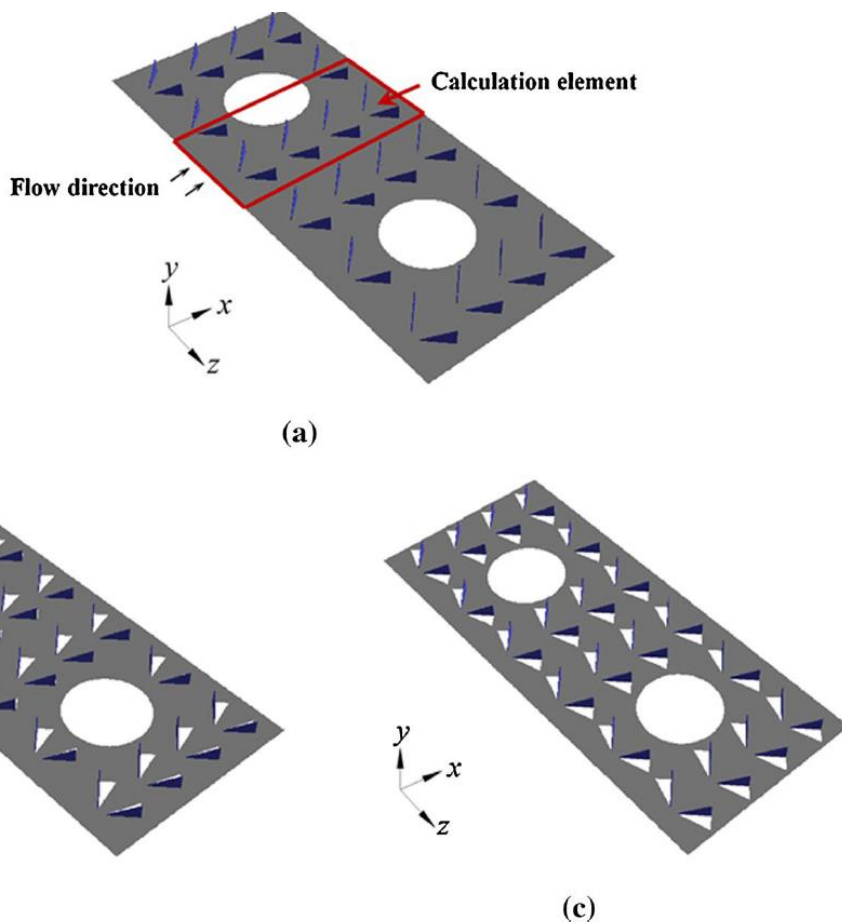 Calculation element
Flow direction
y
x
z
(a)
y
x
z
(c)